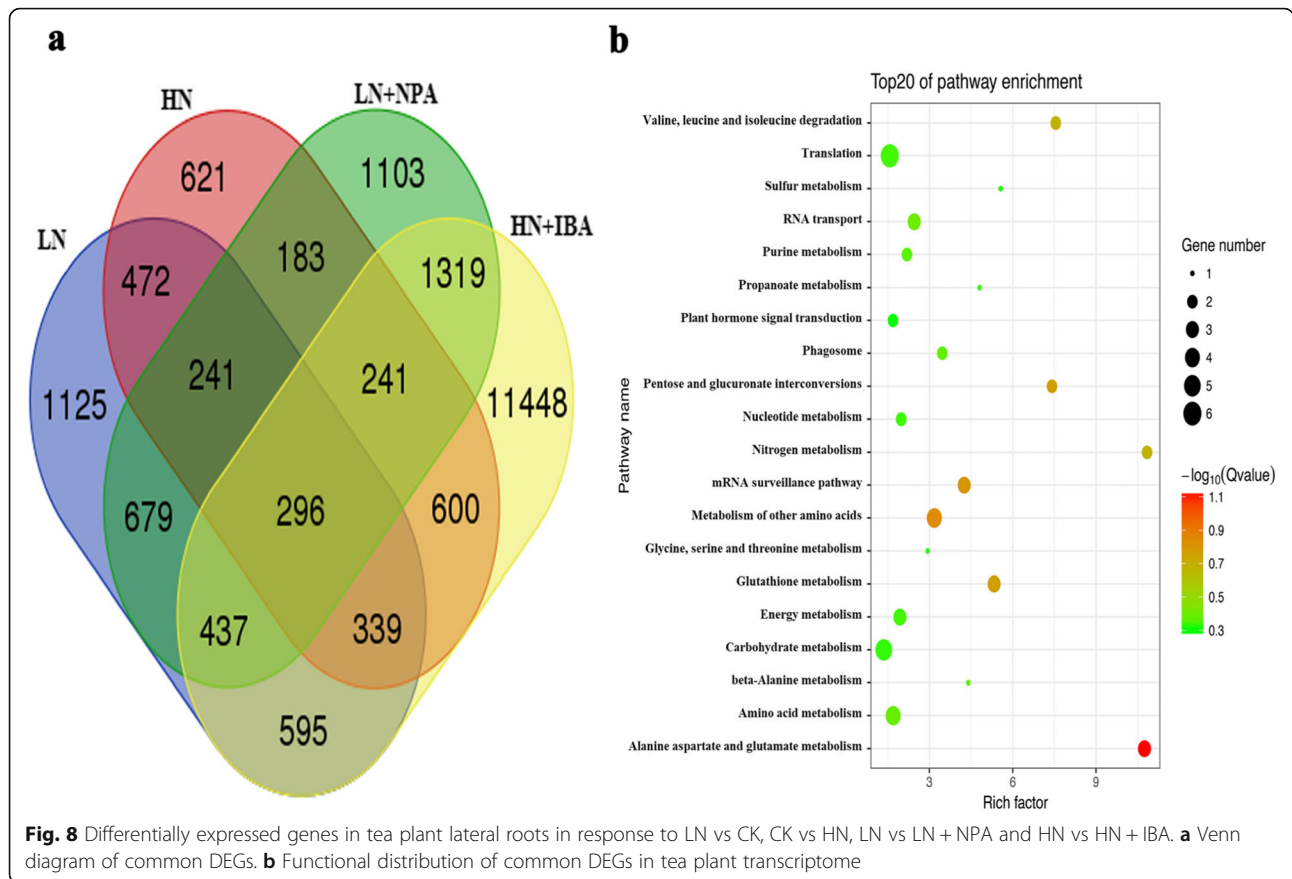 a
HN
LN+NPA
LN
HN+IBA
621
1103
472
183
1319
1125
241
241
11448
679
296
600
437
339
595
b
Top20 of pathway enrichment
Pathway name
Valine, leucine and isoleucine degradation
Translation
Sulfur metabolism
RNA transport
Purine metabolism
Propanoate metabolism
Plant hormone signal transduction
Phagosome
Pentose and glucuronate interconversions
Nucleotide metabolism
Nitrogen metabolism
mRNA surveillance pathway
Metabolism of other amino acids
Glycine, serine and threonine metabolism
Glutathione metabolism
Energy metabolism
Carbohydrate metabolism
beta-Alanine metabolism
Amino acid metabolism
Alanine aspartate and glutamate metabolism
3 6 9
Rich factor
Gene number
1
2
3
4
5
6
−log10(Qvalue)
1.1
0.9
0.7
0.5
0.3
Fig. 8 Differentially expressed genes in tea plant lateral roots in response to LN vs CK, CK vs HN, LN vs LN + NPA and HN vs HN + IBA. a Venn
diagram of common DEGs. b Functional distribution of common DEGs in tea plant transcriptome